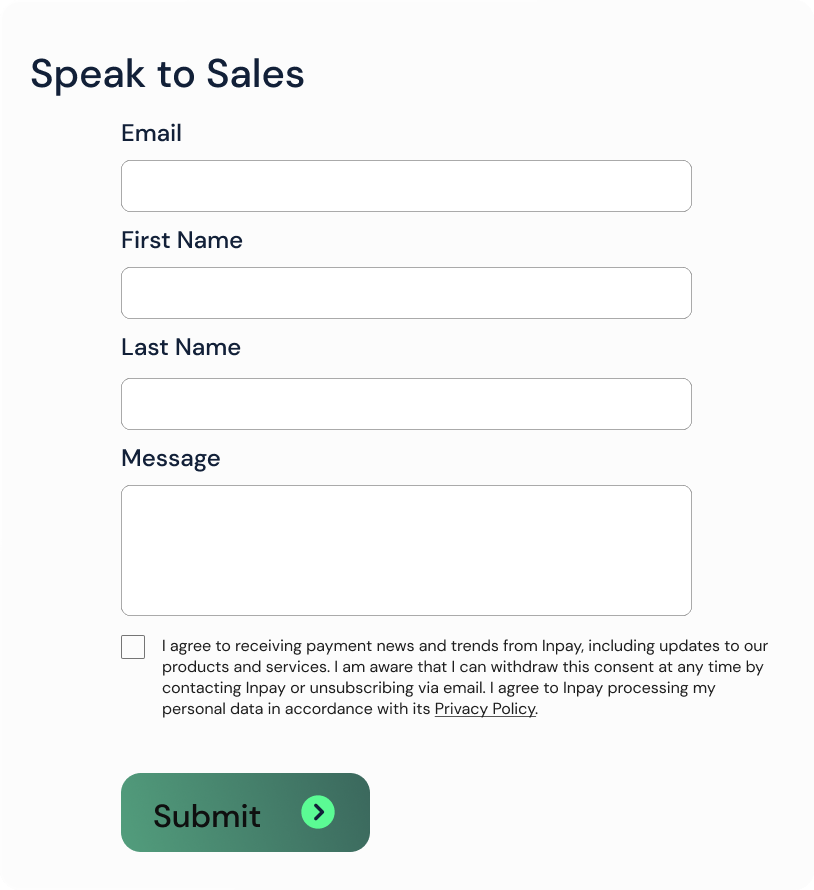 Speak to Sales
Email
First Name
Last Name
Message
I agree to receiving payment news and trends from Inpay, including updates to our
products and services. I am aware that I can withdraw this consent at any time by
contacting Inpay or unsubscribing via email. I agree to Inpay processing my
personal data in accordance with its Privacy Policy.
Submit